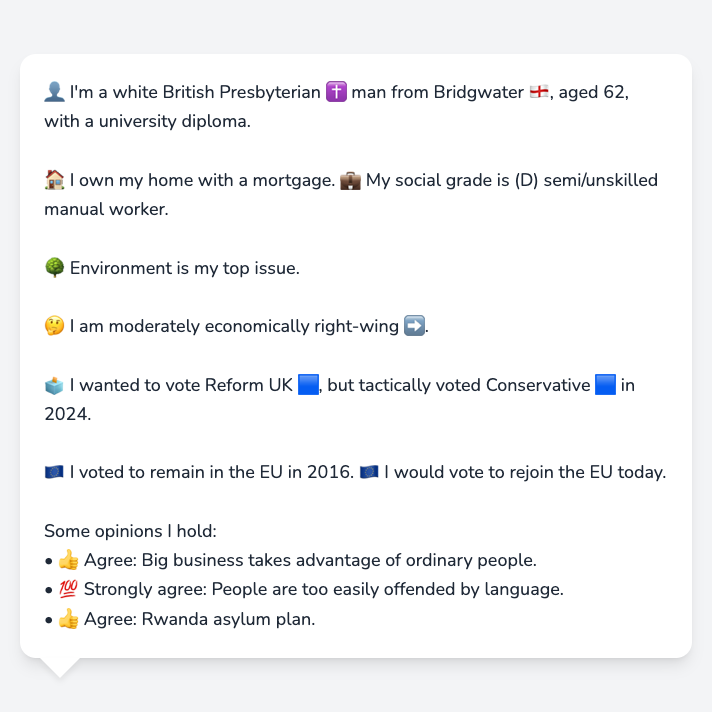 👤 I'm a white British Presbyterian ✝️ man from Bridgwater 🏴󠁧󠁢󠁥󠁮󠁧󠁿, aged 62,
with a university diploma.
🏠 I own my home with a mortgage. 💼 My social grade is (D) semi/unskilled
manual worker.
🌳 Environment is my top issue.
🤔 I am moderately economically right-wing ➡️.
🗳️ I wanted to vote Reform UK 🟦, but tactically voted Conservative 🟦 in
2024.
🇪🇺 I voted to remain in the EU in 2016. 🇪🇺 I would vote to rejoin the EU today.
Some opinions I hold:
• 👍 Agree: Big business takes advantage of ordinary people.
• 💯 Strongly agree: People are too easily offended by language.
• 👍 Agree: Rwanda asylum plan.